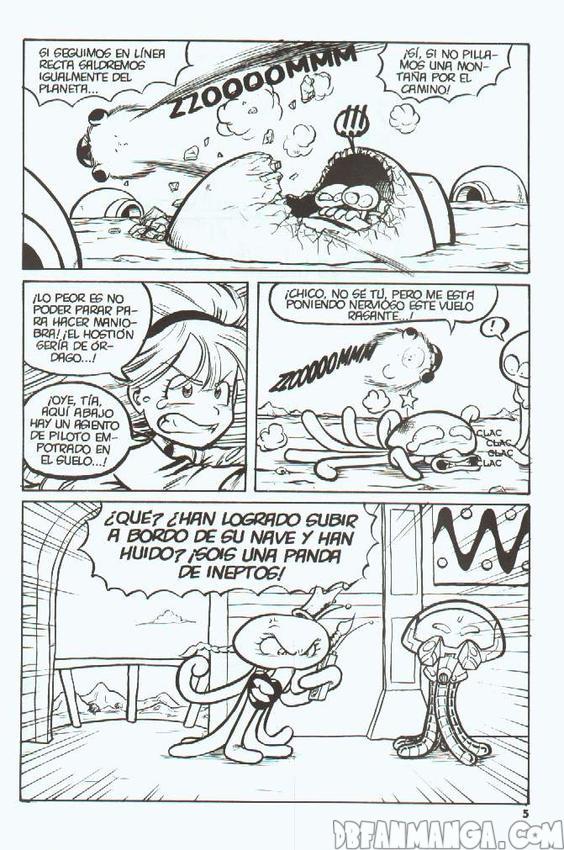 SI SEGUIMOS EN LÍNEA
RECTA SALDREMOS
IGUALMENTE DEL
PLANETA...
ZZOOOOMMM
¡SÍ, SI NO PILLA-
MOS UNA MON-
TAÑA POR EL
CAMINO!
¡LO PEOR ES NO
PODER PARAR PA-
RA HACER MANIO-
BRA! ¡EL HOSTIÓN
SERÍA DE ÓR-
DAGO...!
¡OYE, TÍA,
AQUÍ ABAJO
HAY UN ASIENTO
DE PILOTO EM-
POTRADO EN
EL SUELO...!
¡CHICO, NO SE TÚ, PERO ME ESTÁ
PONIENDO NERVIOSO ESTE VUELO
RASANTE...!
ZZOOOOOMMM
!
CLAC
CLAC
CLAC
CLAC
¿QUÉ? ¿HAN LOGRADO SUBIR
A BORDO DE SU NAVE Y HAN
HUIDO? ¡SOIS UNA PANDA
DE INEPTOS!
5
DBFANMANGA.COM